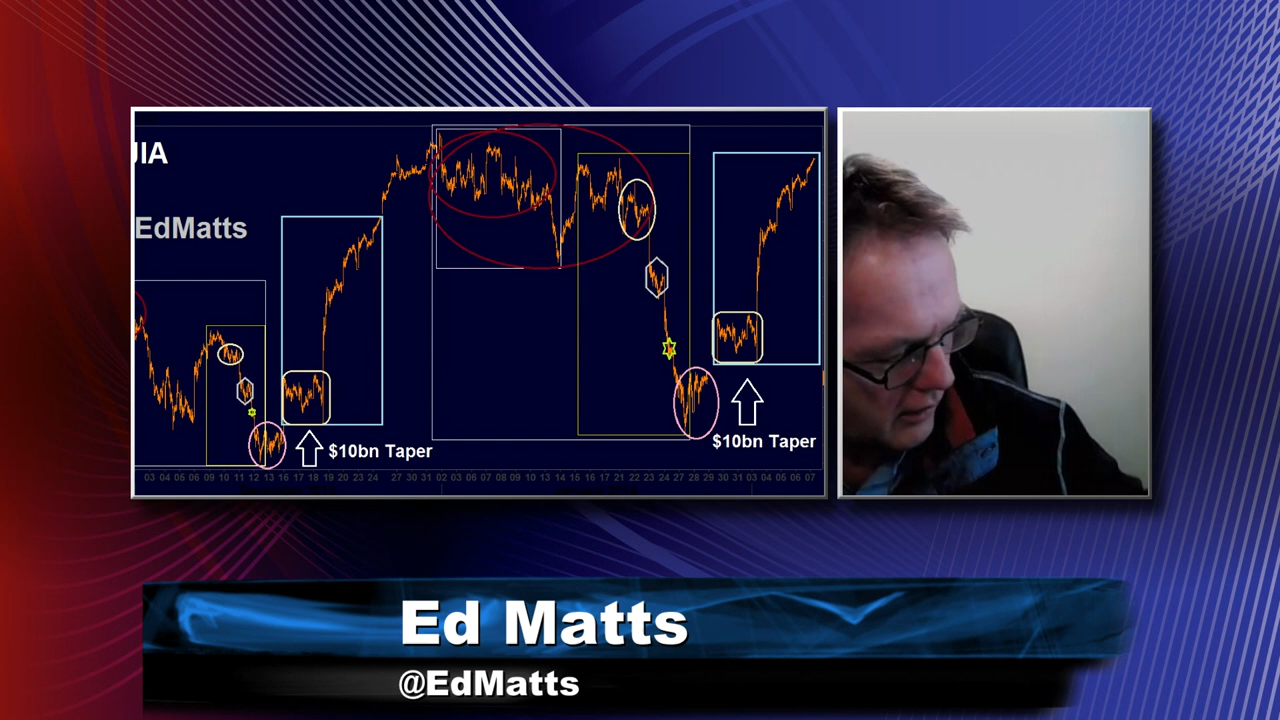 JIA
EdMatts
$10bn Taper
$10bn Taper
03 04 05 06 09 10 11 12 13 16 17 18 19 20 23 24 27 30 31 02 03 06 07 08 09 10 13 14 15 16 17 20 21 22 23 24 27 28 29 30 31 03 04 05 06 07
Ed Matts
@EdMatts